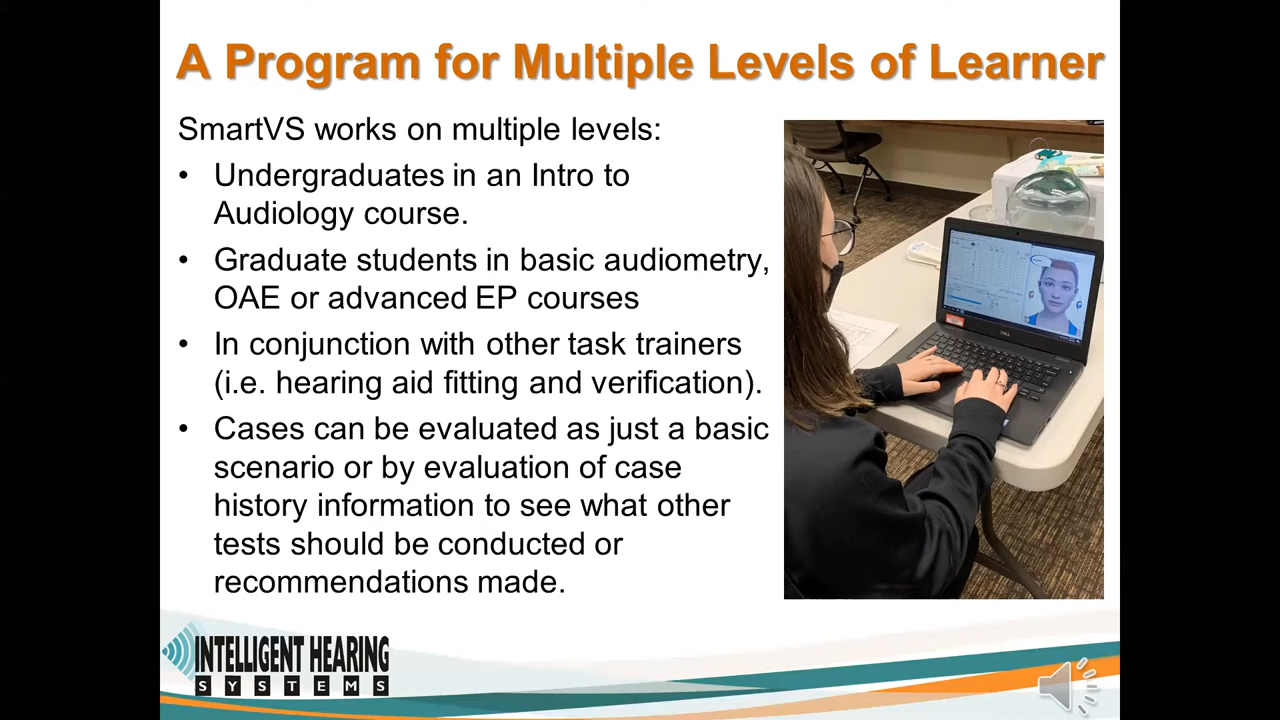 A Program for Multiple Levels of Learner
SmartVS works on multiple levels:
• Undergraduates in an Intro to
Audiology course.
• Graduate students in basic audiometry,
OAE or advanced EP courses
• In conjunction with other task trainers
(i.e. hearing aid fitting and verification).
• Cases can be evaluated as just a basic
scenario or by evaluation of case
history information to see what other
tests should be conducted or
recommendations made.
DELL
INTELLIGENT HEARING
SYSTEMS